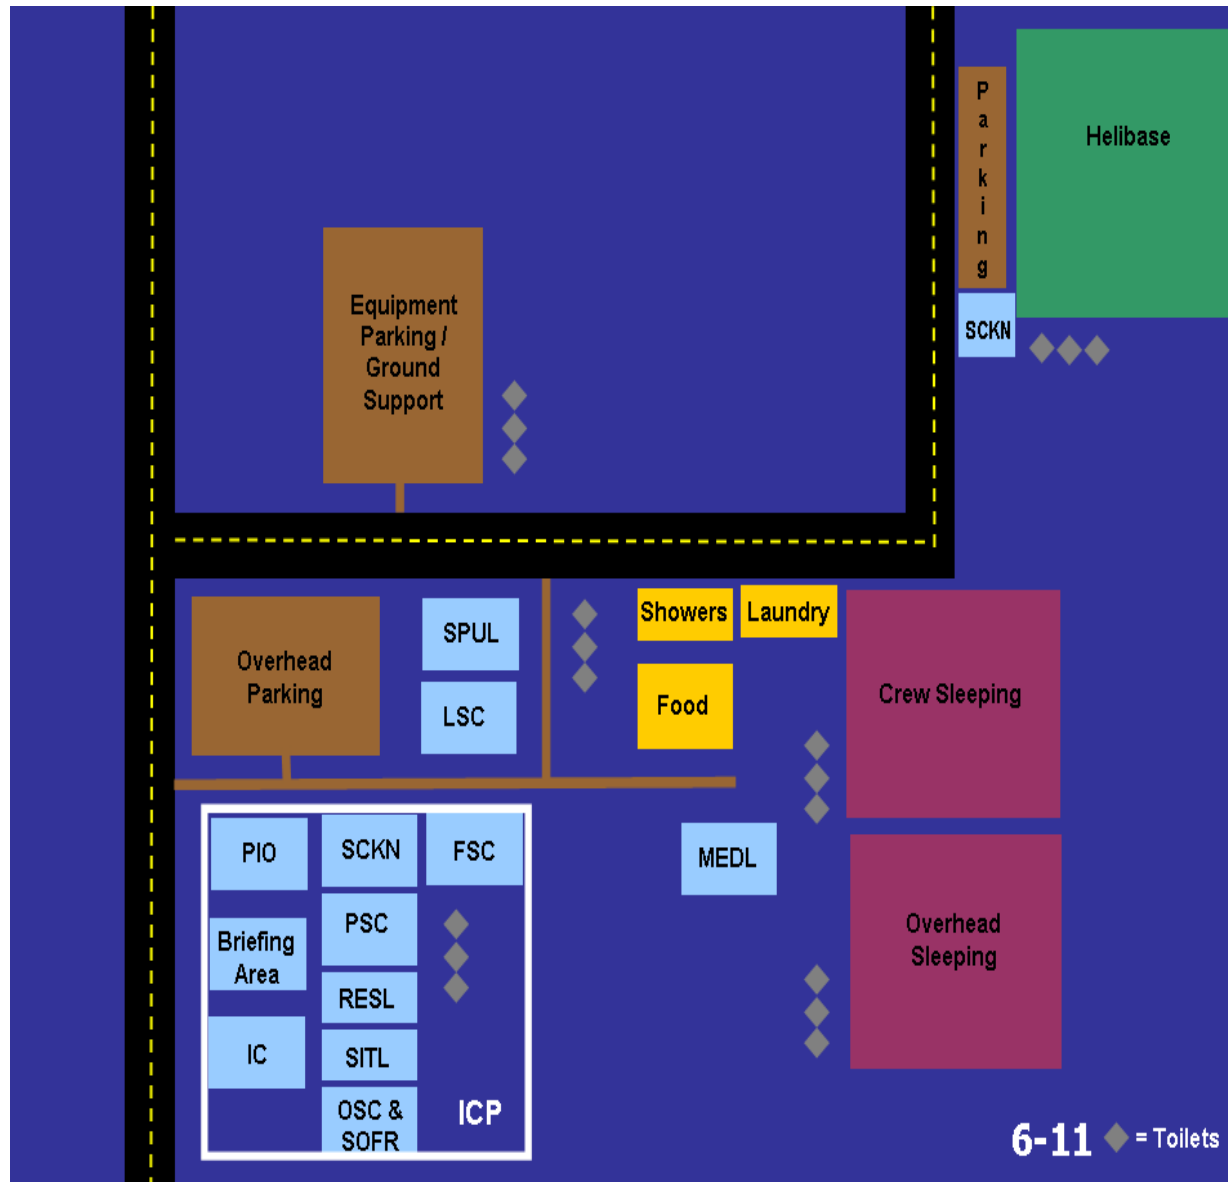 P
a
r
k
i
n
g
Helibase
SCKN
Equipment
Parking /
Ground
Support
Overhead
Parking
SPUL
LSC
Showers
Laundry
Food
Crew Sleeping
PIO
SCKN
FSC
MEDL
Briefing
Area
PSC
Overhead
Sleeping
RESL
IC
SITL
OSC &
SOFR
ICP
6-11
= Toilets